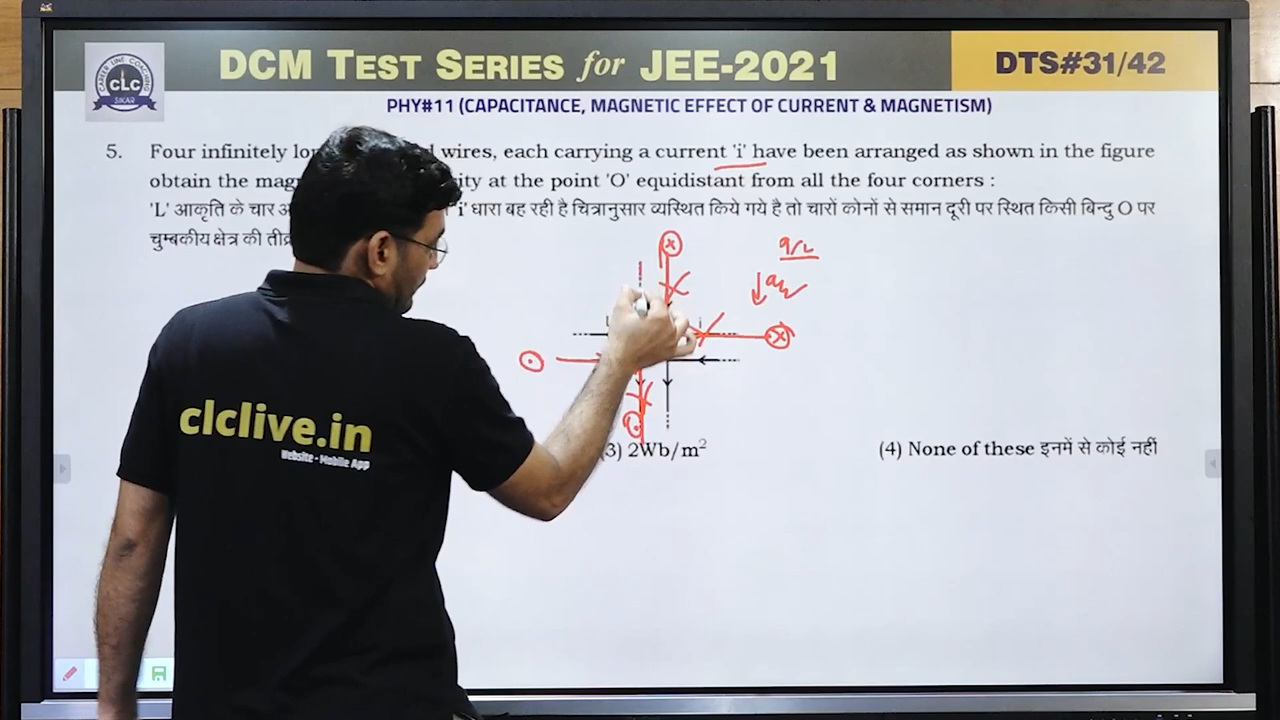 DCM TEST SERIES for JEE-2021
DTS#31/42
CAREER LINE COACHING
CLC
SIKAR
PHY#11 (CAPACITANCE, MAGNETIC EFFECT OF CURRENT & MAGNETISM)
5. Four infinitely wires, each carrying a current 'i' have been arranged as shown in the figure
obtain the at the point 'O' equidistant from all the four corners :
'L' आकृति के चार i' धारा बह रही है चित्रानुसार व्यस्थित किये गये है तो चारों कोनों से समान दूरी पर स्थित किसी बिन्दु O पर
चुम्बकीय क्षेत्र की
i
3) 2Wb/m²
(4) None of these इनमें से कोई नहीं
clclive.in
Website - Mobile App